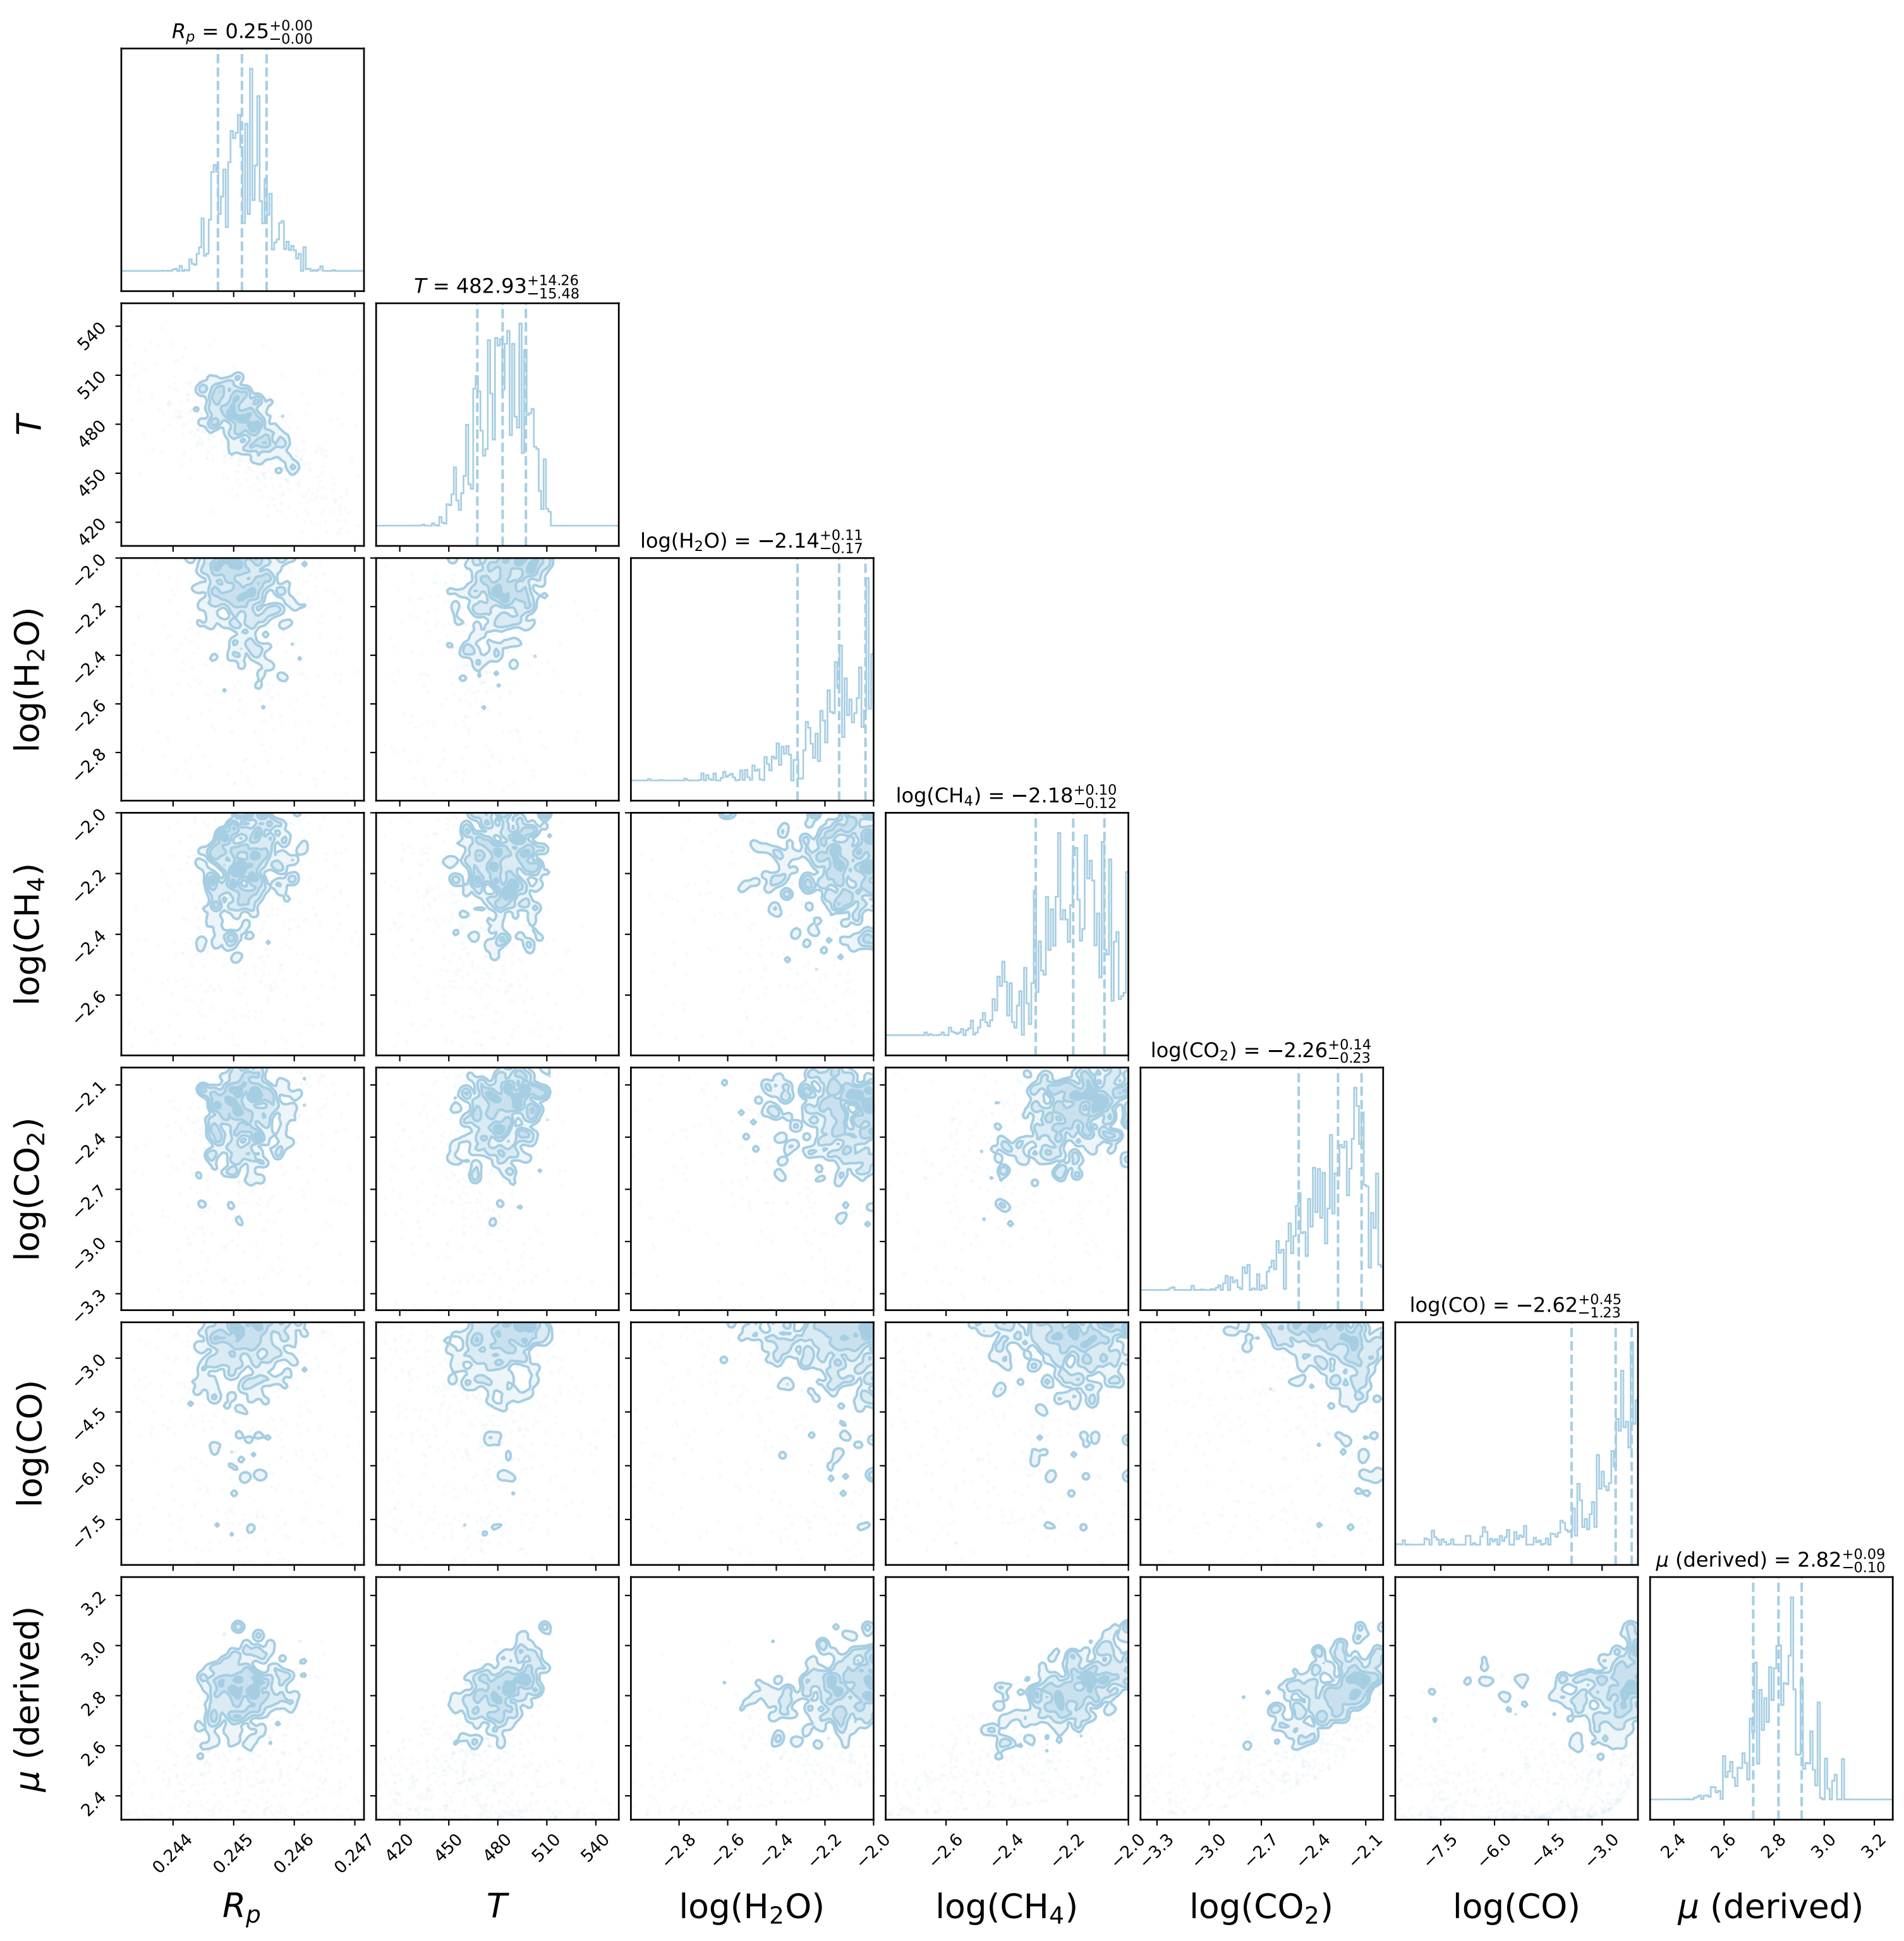 R_p = 0.25+0.00 −0.00
T = 482.93+14.26 −15.48
540
510
480
450
420
T
log(H₂O) = −2.14+0.11 −0.17
−2.0
−2.2
−2.4
−2.6
−2.8
log(H₂O)
log(CH₄) = −2.18+0.10 −0.12
−2.0
−2.2
−2.4
−2.6
log(CH₄)
log(CO₂) = −2.26+0.14 −0.23
−2.1
−2.4
−2.7
−3.0
−3.3
log(CO₂)
log(CO) = −2.62+0.45 −1.23
−3.0
−4.5
−6.0
−7.5
log(CO)
μ (derived) = 2.82+0.09 −0.10
3.2
3.0
2.8
2.6
2.4
μ (derived)
0.244 0.245 0.246 0.247 420 450 480 510 540 −2.8 −2.6 −2.4 −2.2 −2.0 −2.6 −2.4 −2.2 −2.0 −3.3 −3.0 −2.7 −2.4 −2.1 −7.5 −6.0 −4.5 −3.0 2.4 2.6 2.8 3.0 3.2
R_p T log(H₂O) log(CH₄) log(CO₂) log(CO) μ (derived)